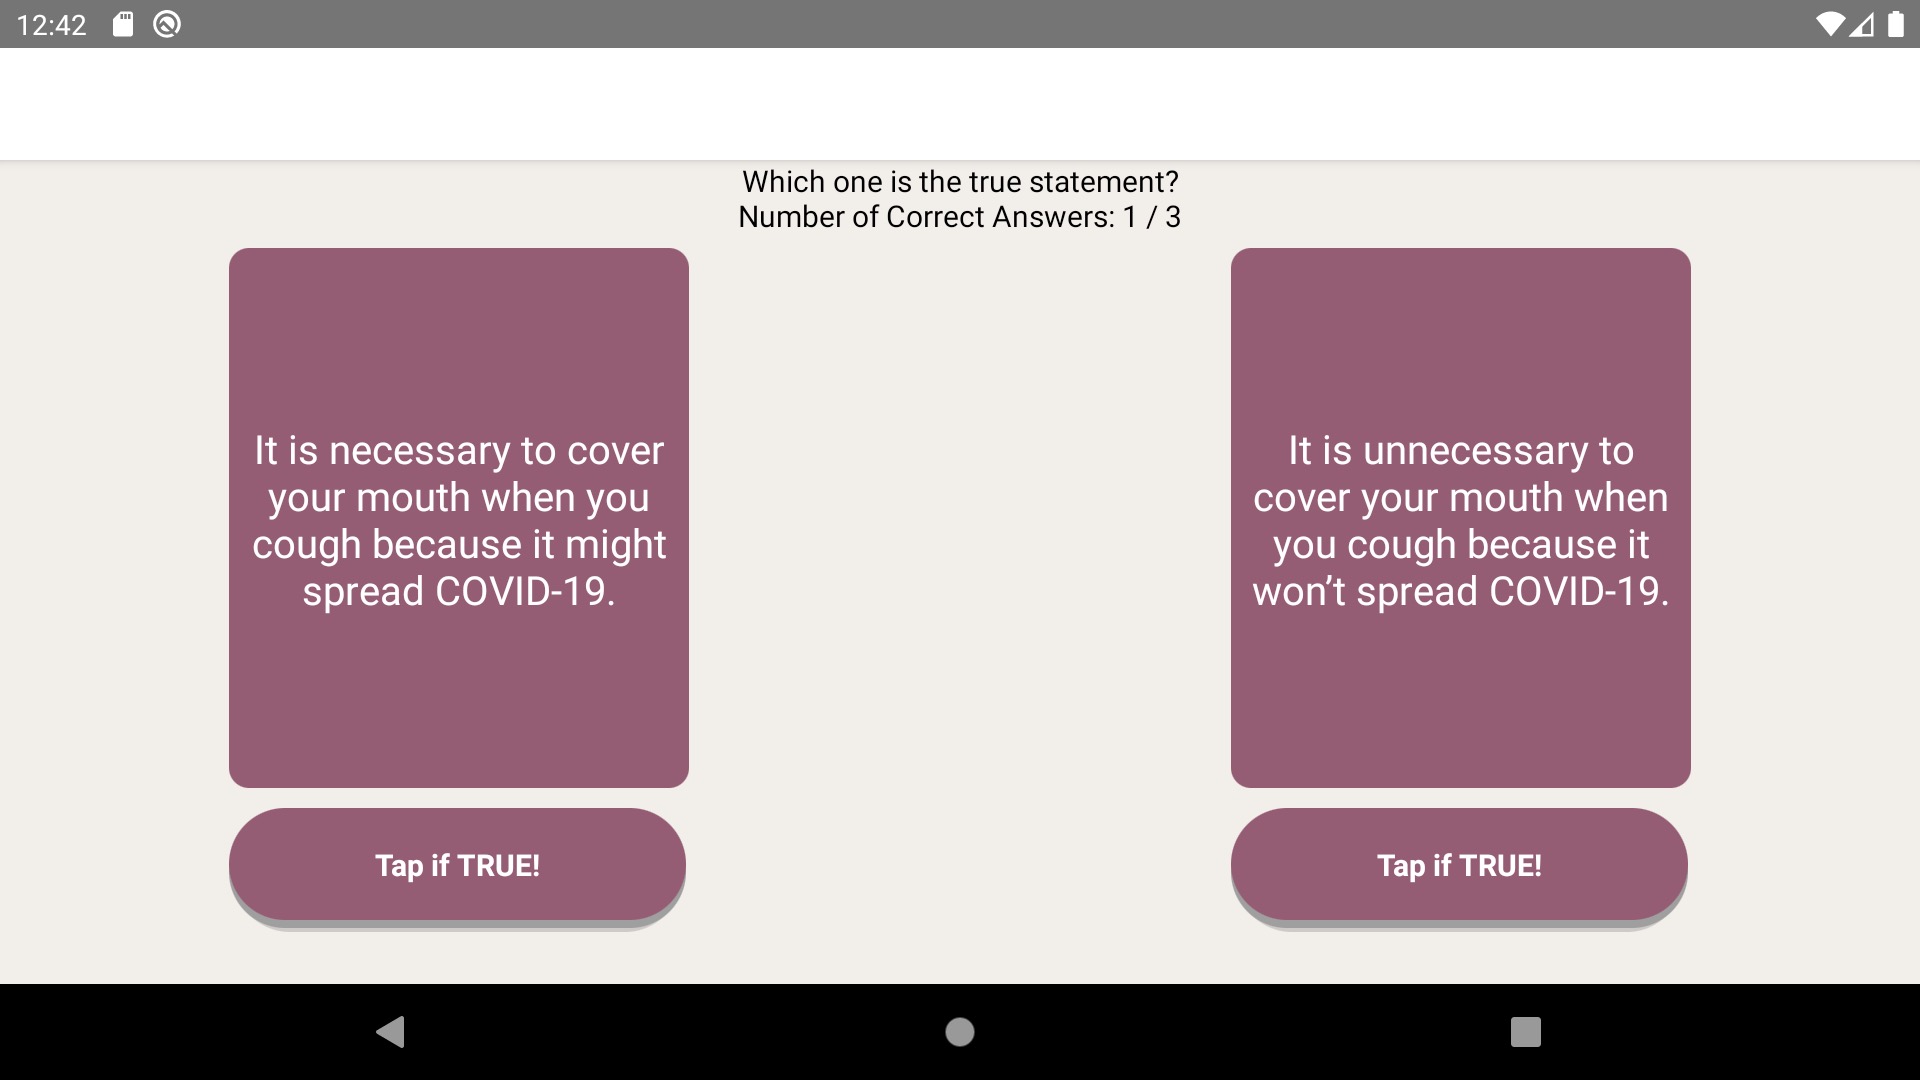 12:42
Which one is the true statement?
Number of Correct Answers: 1 / 3
It is necessary to cover
your mouth when you
cough because it might
spread COVID-19.
Tap if TRUE!
It is unnecessary to
cover your mouth when
you cough because it
won’t spread COVID-19.
Tap if TRUE!